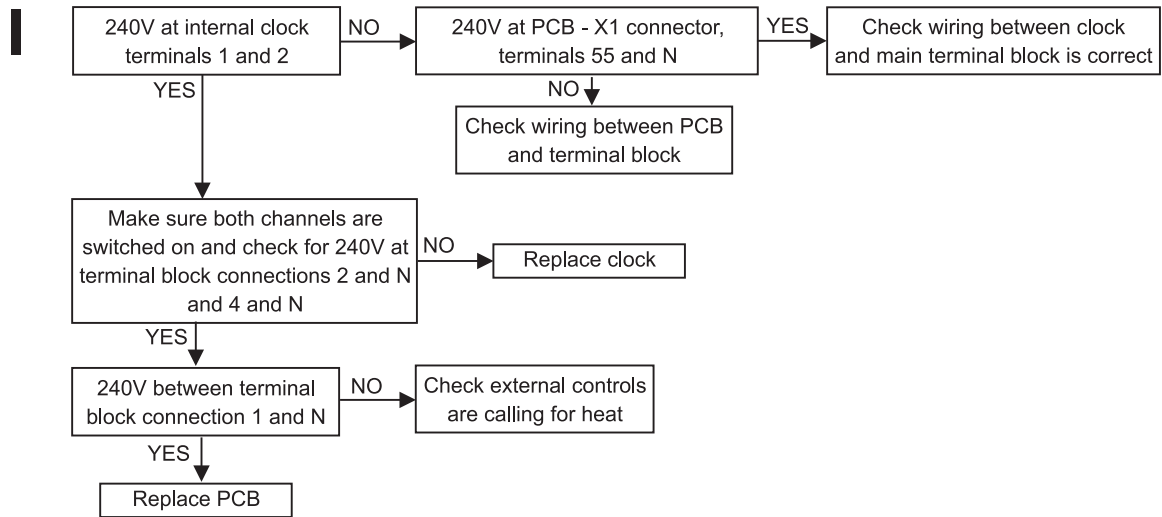 240V at internal clock
terminals 1 and 2
NO
240V at PCB - X1 connector,
terminals 55 and N
YES
Check wiring between clock
and main terminal block is correct
YES
NO
Check wiring between PCB
and terminal block
Make sure both channels are
switched on and check for 240V at
terminal block connections 2 and N
and 4 and N
NO
Replace clock
YES
240V between terminal
block connection 1 and N
NO
Check external controls
are calling for heat
YES
Replace PCB